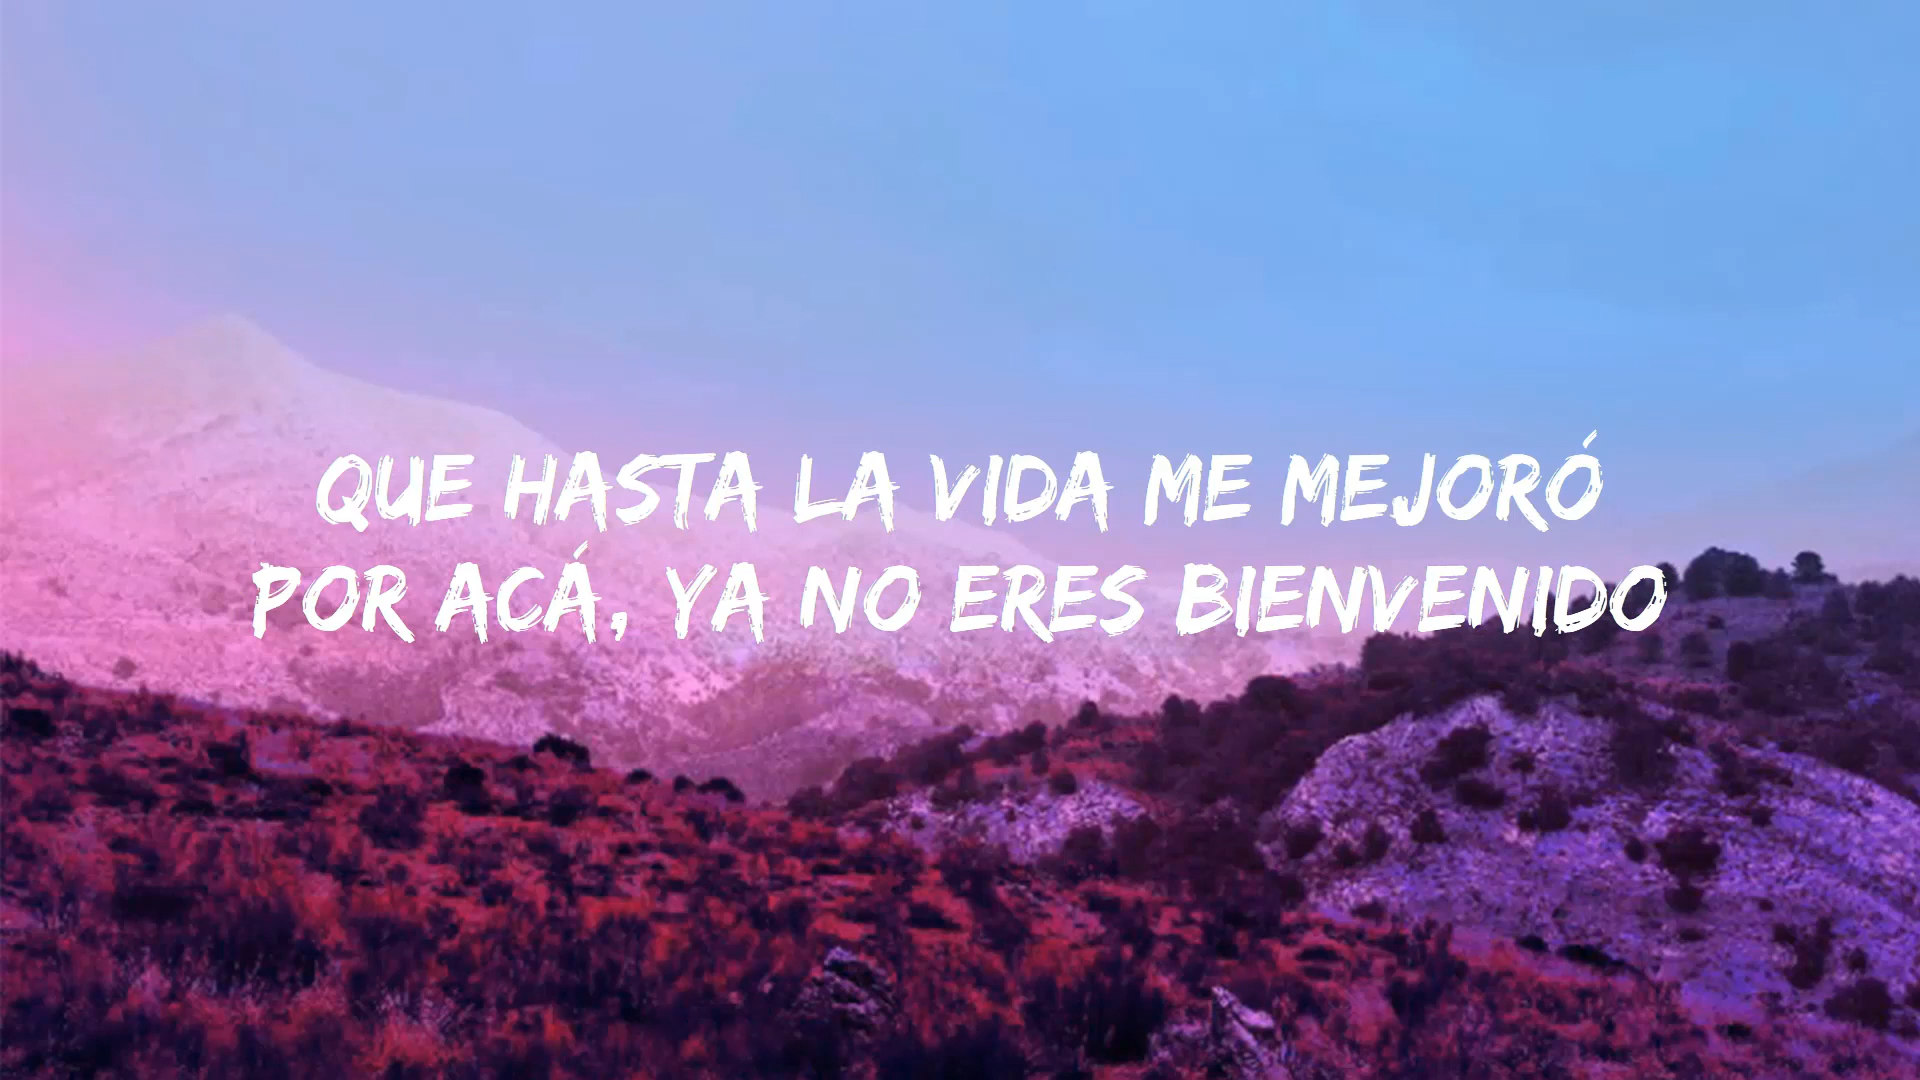 QUE HASTA LA VIDA ME MEJORÓ
POR ACÁ, YA NO ERES BIENVENIDO